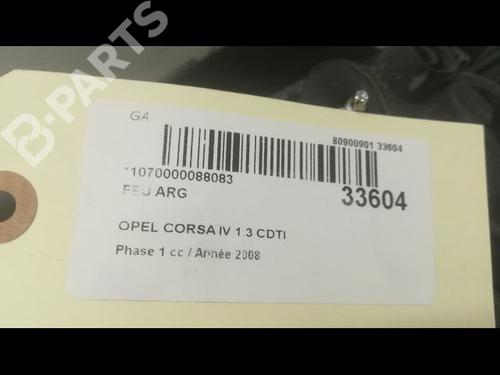 B-PARTS
GA
80900901 33604
*1070000088083
33604
FEU ARG
OPEL CORSA IV 1.3 CDTI
Phase 1 cc / Année 2008